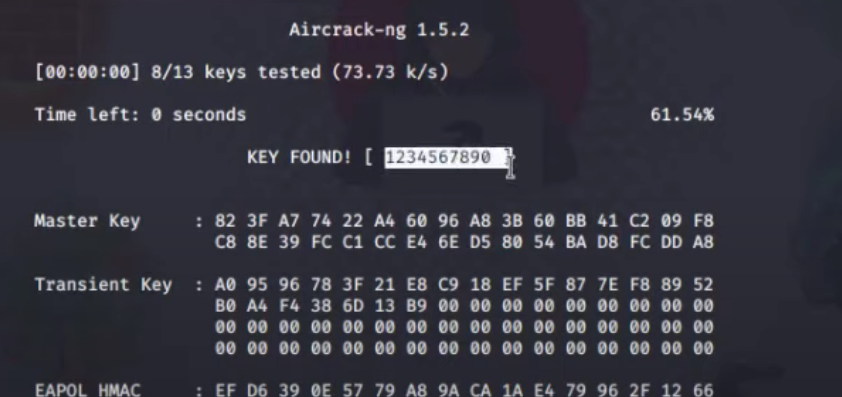 Aircrack-ng 1.5.2
[00:00:00] 8/13 keys tested (73.73 k/s)
Time left: 0 seconds 61.54%
KEY FOUND! [ 1234567890 ]
Master Key : 82 3F A7 74 22 A4 60 96 A8 3B 60 BB 41 C2 09 F8
C8 8E 39 FC C1 CC E4 6E D5 80 54 BA D8 FC DD A8
Transient Key : A0 95 96 78 3F 21 E8 C9 18 EF 5F 87 7E F8 89 52
B0 A4 F4 38 6D 13 B9 00 00 00 00 00 00 00 00 00
00 00 00 00 00 00 00 00 00 00 00 00 00 00 00 00
00 00 00 00 00 00 00 00 00 00 00 00 00 00 00 00
EAPOL HMAC : EF D6 39 0E 57 79 A8 9A CA 1A E4 79 96 2F 12 66